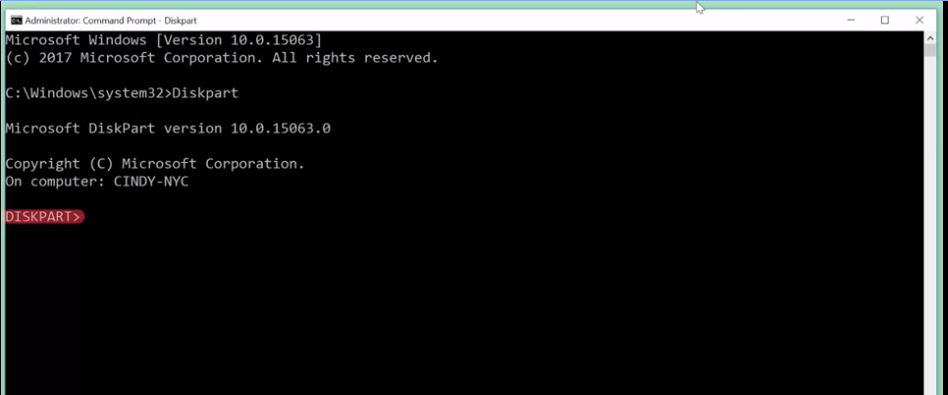 Administrator: Command Prompt - Diskpart
Microsoft Windows [Version 10.0.15063]
(c) 2017 Microsoft Corporation. All rights reserved.
C:\Windows\system32>Diskpart
Microsoft DiskPart version 10.0.15063.0
Copyright (C) Microsoft Corporation.
On computer: CINDY-NYC
DISKPART>